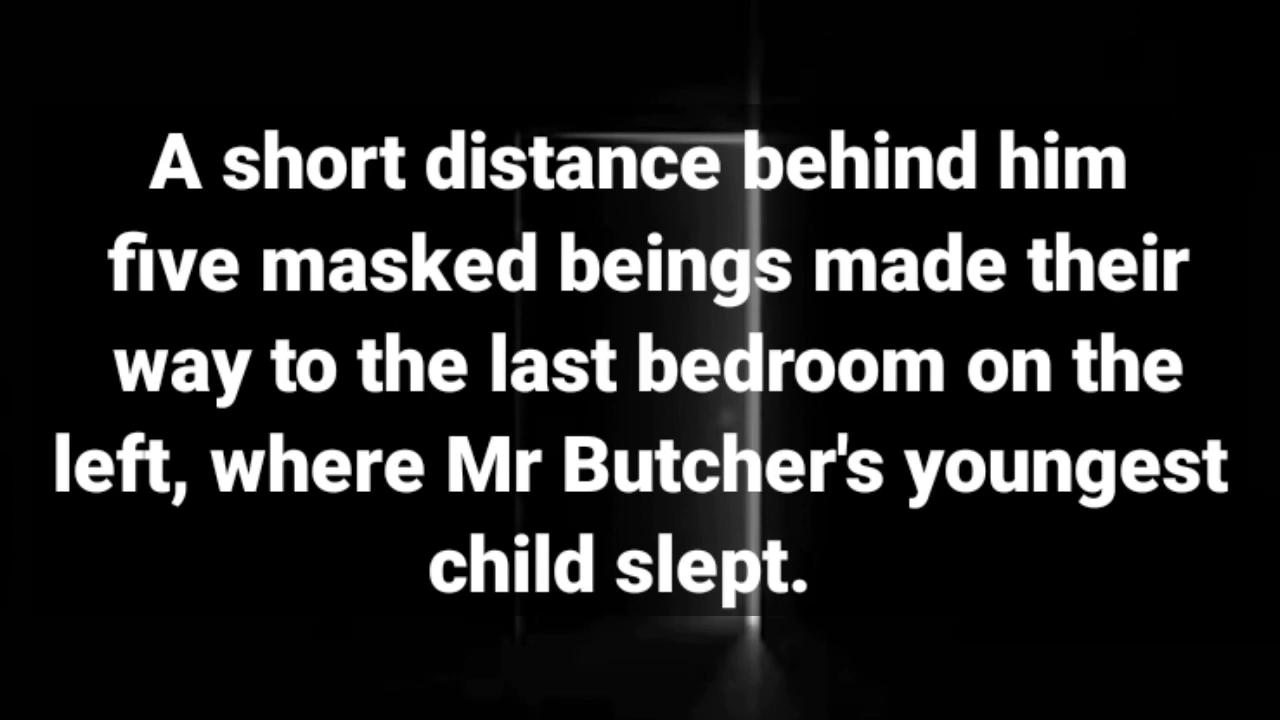 A short distance behind him
five masked beings made their
way to the last bedroom on the
left, where Mr Butcher's youngest
child slept.